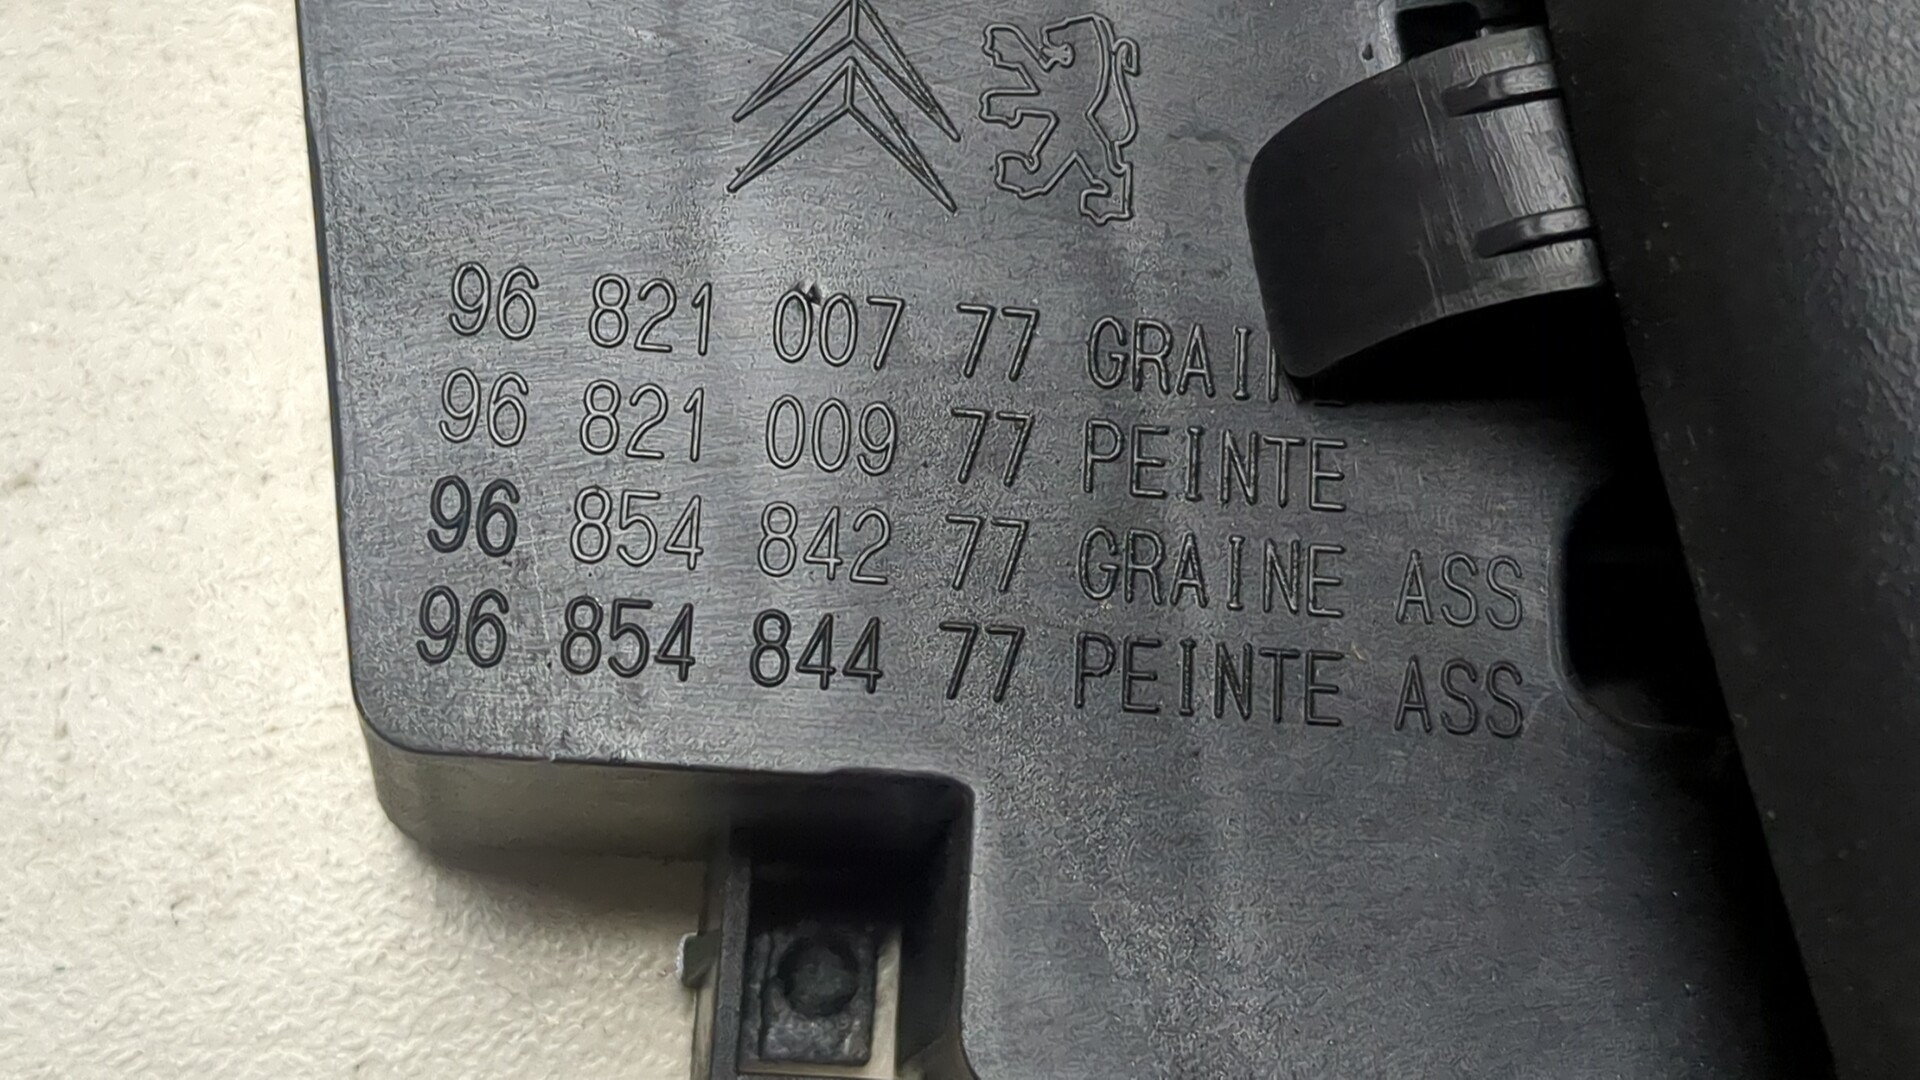 96 821 007 77 GRAINE
96 821 009 77 PEINTE
96 854 842 77 GRAINE ASS
96 854 844 77 PEINTE ASS